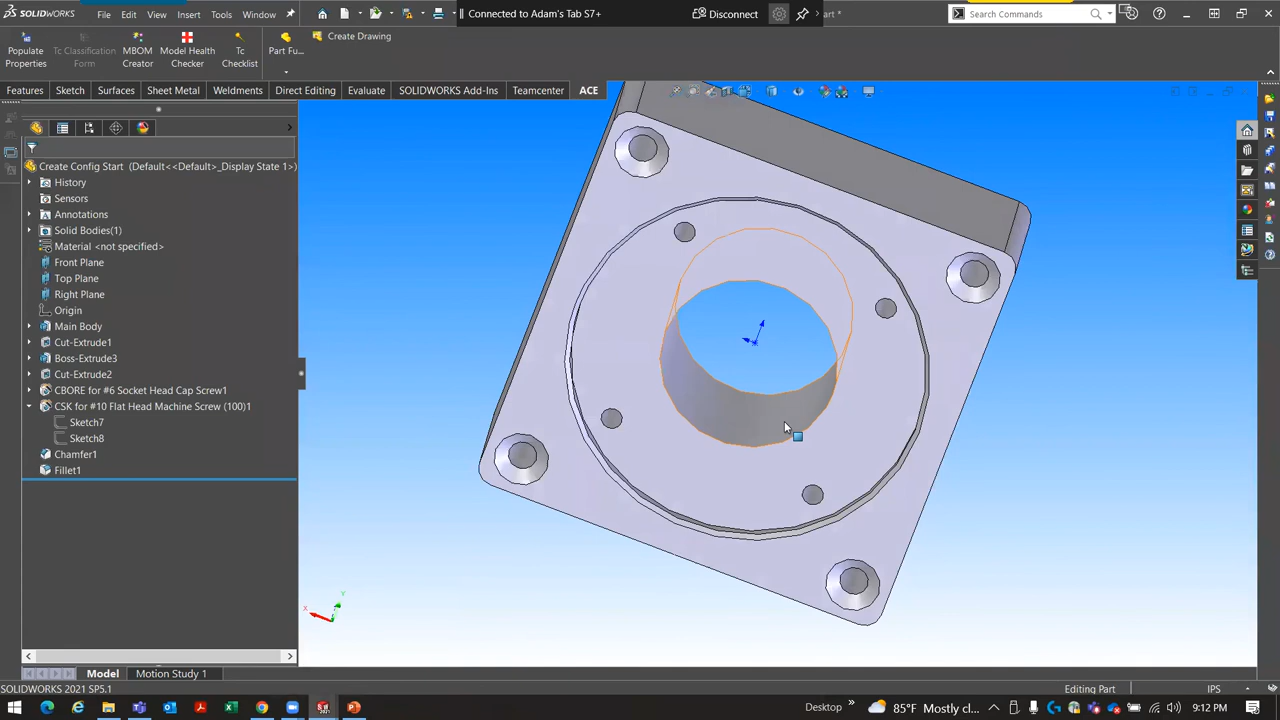 SOLIDWORKS File Edit View Insert Tools Window
Connected to Adam's Tab S7+ Disconnect
Search Commands
Populate Properties
Tc Classification Form
MBOM Creator
Model Health Checker
Tc Checklist
Part Fu...
Create Drawing
Features Sketch Surfaces Sheet Metal Weldments Direct Editing Evaluate SOLIDWORKS Add-Ins Teamcenter ACE
Create Config Start (Default<<Default>_Display State 1>)
History
Sensors
Annotations
Solid Bodies(1)
Material <not specified>
Front Plane
Top Plane
Right Plane
Origin
Main Body
Cut-Extrude1
Boss-Extrude3
Cut-Extrude2
CBORE for #6 Socket Head Cap Screw1
CSK for #10 Flat Head Machine Screw (100)1
Sketch7
Sketch8
Chamfer1
Fillet1
Y
X
Model Motion Study 1
SOLIDWORKS 2021 SP5.1
Editing Part
IPS
Desktop
85°F Mostly cl...
9:12 PM